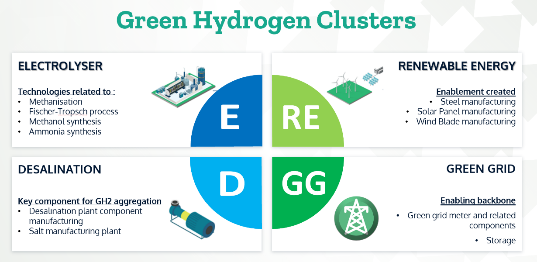 Green Hydrogen Clusters
ELECTROLYSER
Technologies related to :
• Methanisation
• Fischer-Tropsch process
• Methanol synthesis
• Ammonia synthesis
E
RE
RENEWABLE ENERGY
Enablement created
• Steel manufacturing
• Solar Panel manufacturing
• Wind Blade manufacturing
DESALINATION
Key component for GH2 aggregation
• Desalination plant component
manufacturing
• Salt manufacturing plant
D
GG
GREEN GRID
Enabling backbone
• Green grid meter and related
components
• Storage